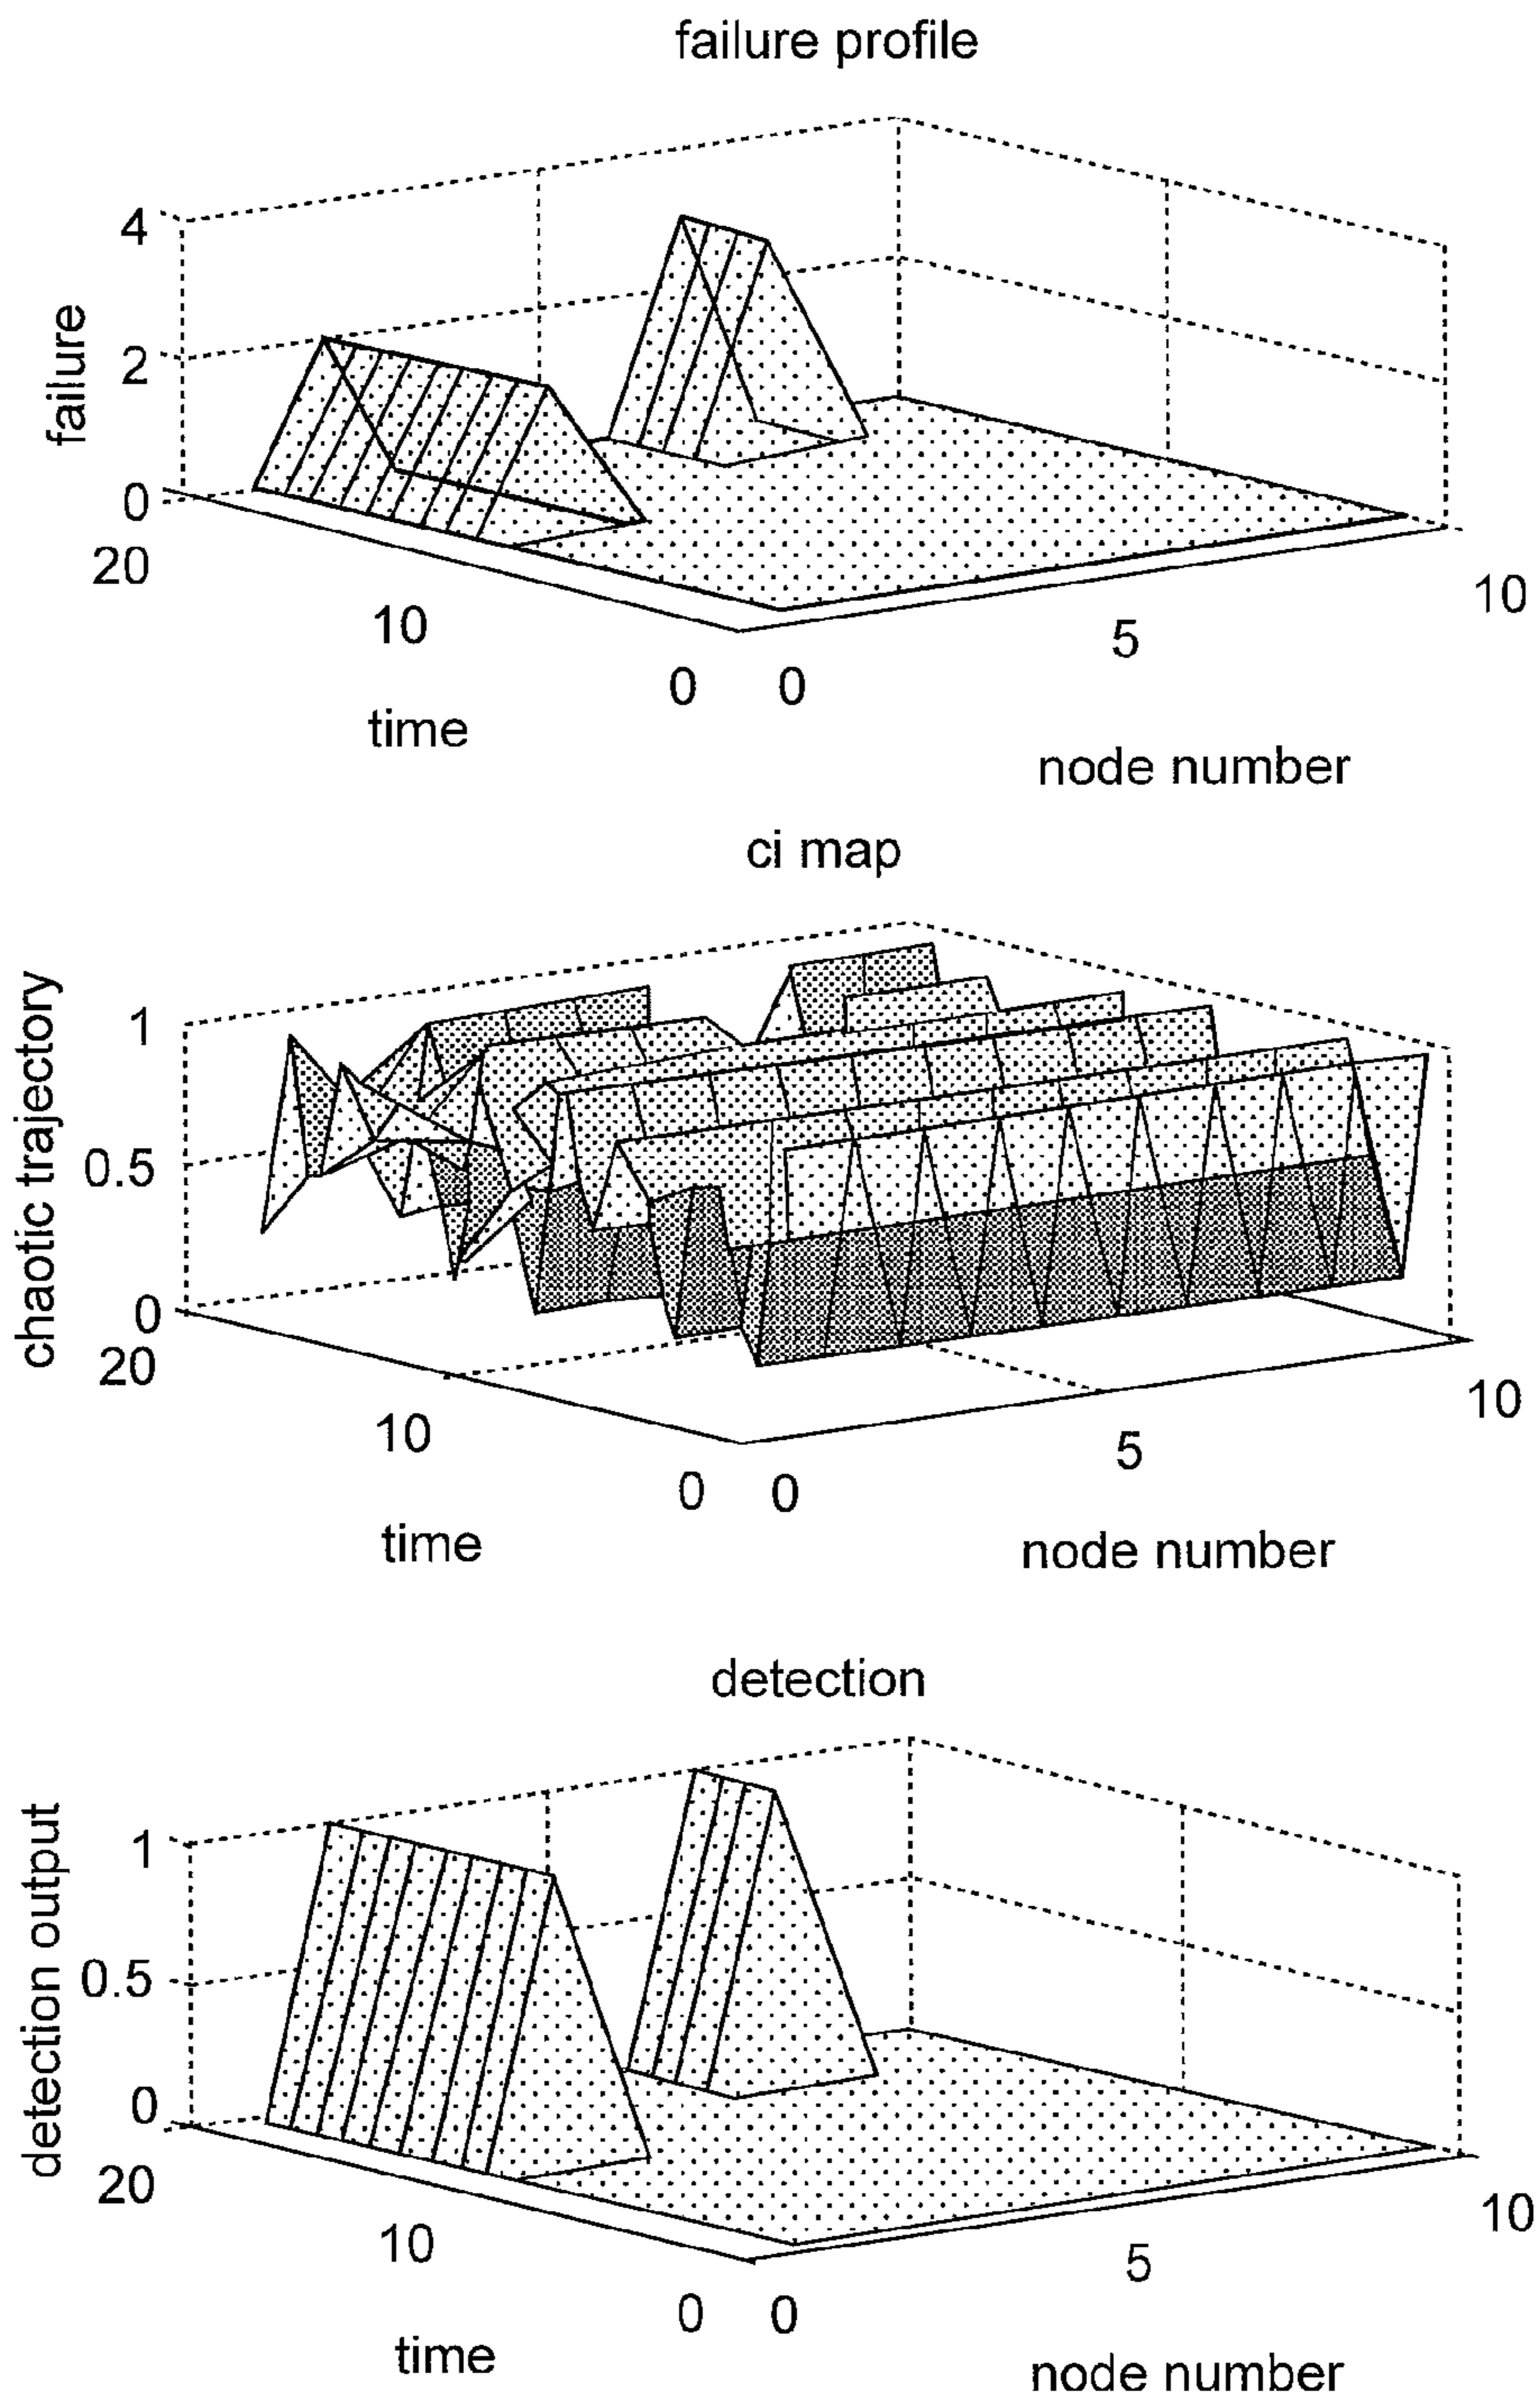 failure profile
4
2
0
failure
20
10
0
time
0
5
10
node number
ci map
1
0.5
0
chaotic trajectory
20
10
0
time
0
5
10
node number
detection
1
0.5
0
detection output
20
10
0
time
0
5
10
node number